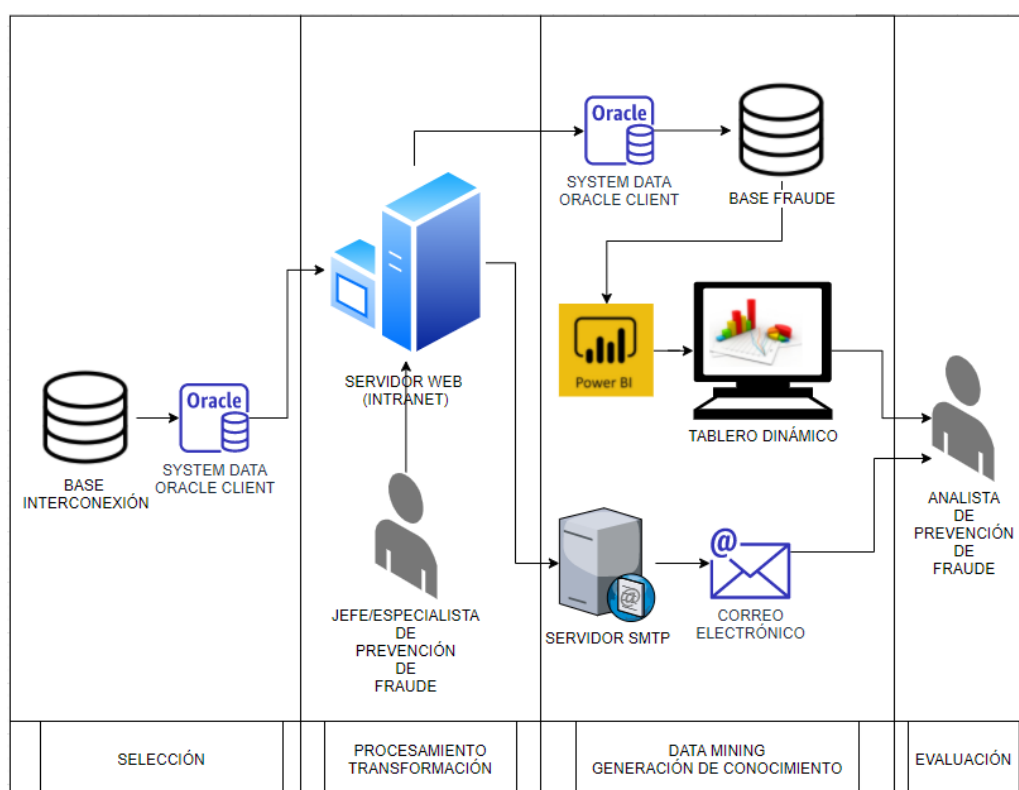 Oracle
SYSTEM DATA
ORACLE CLIENT
BASE FRAUDE
SERVIDOR WEB
(INTRANET)
Power BI
TABLERO DINÁMICO
BASE
INTERCONEXIÓN
Oracle
SYSTEM DATA
ORACLE CLIENT
ANALISTA
DE
PREVENCIÓN
DE
FRAUDE
JEFE/ESPECIALISTA
DE
PREVENCIÓN
DE
FRAUDE
@
SERVIDOR SMTP
@
CORREO
ELECTRÓNICO
SELECCIÓN
PROCESAMIENTO
TRANSFORMACIÓN
DATA MINING
GENERACIÓN DE CONOCIMIENTO
EVALUACIÓN